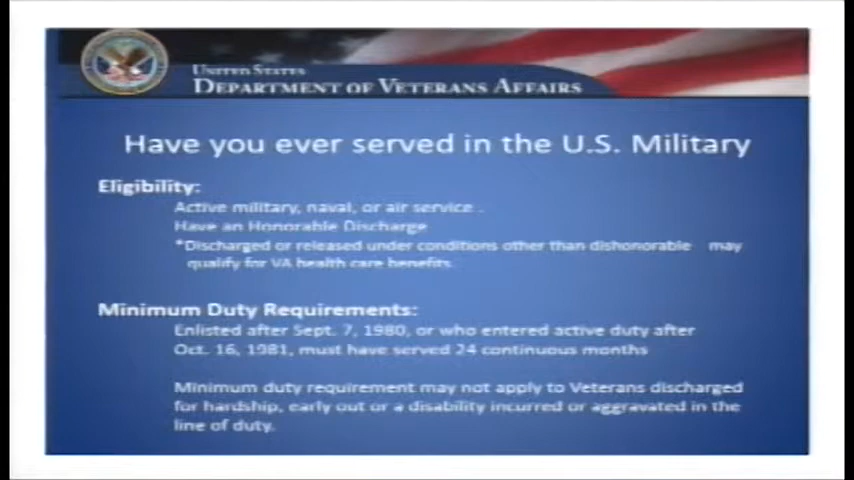 United States
Department of Veterans Affairs
Have you ever served in the U.S. Military
Eligibility:
Active military, naval, or air service .
Have an Honorable Discharge
*Discharged or released under conditions other than dishonorable may
qualify for VA health care benefits.
Minimum Duty Requirements:
Enlisted after Sept. 7, 1980, or who entered active duty after
Oct. 16, 1981, must have served 24 continuous months
Minimum duty requirement may not apply to Veterans discharged
for hardship, early out or a disability incurred or aggravated in the
line of duty.